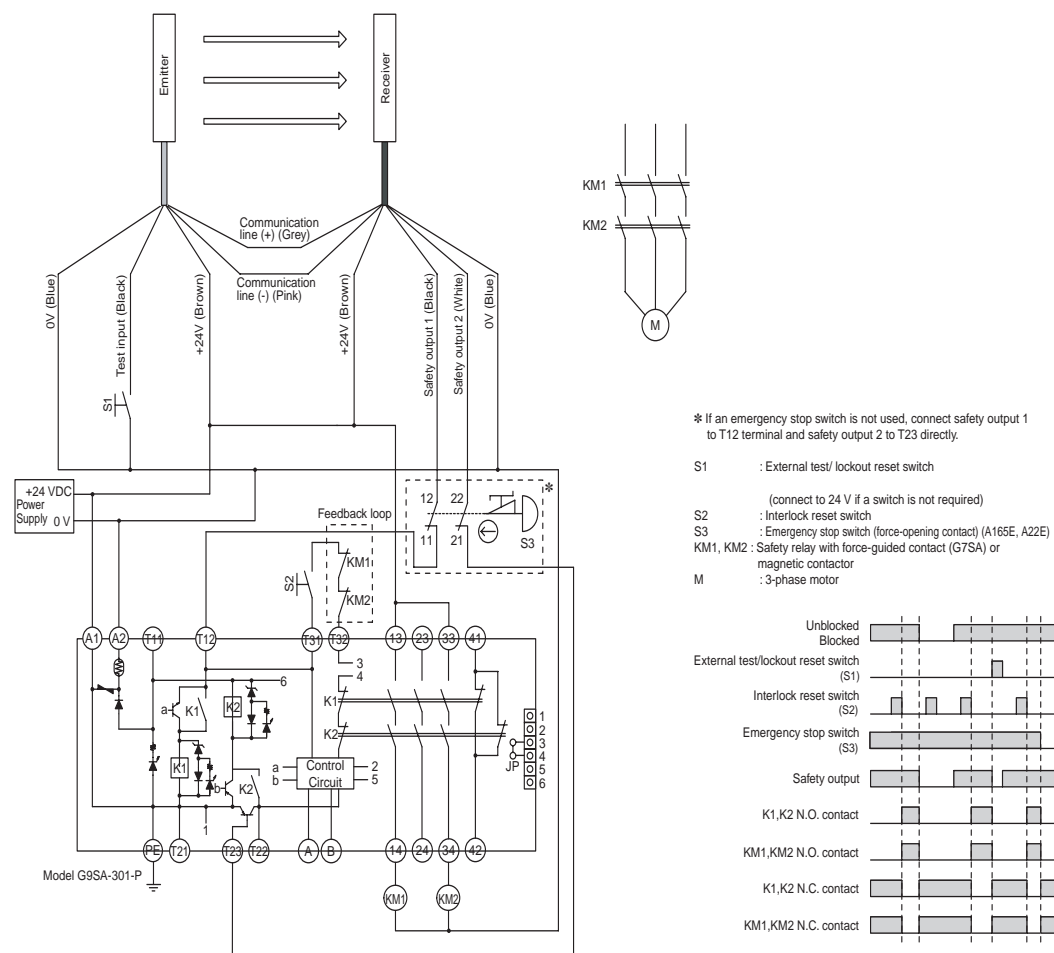 Emitter
Receiver
Communication
line (+) (Grey)
Communication
line (-) (Pink)
0V (Blue)
Test input (Black)
+24V (Brown)
+24V (Brown)
Safety output 1 (Black)
Safety output 2 (White)
0V (Blue)
S1
KM1
KM2
M
+24 VDC
Power
Supply 0 V
Feedback loop
S2
KM1
KM2
12 22
11 21
S3
*
* If an emergency stop switch is not used, connect safety output 1
to T12 terminal and safety output 2 to T23 directly.
S1 : External test/ lockout reset switch
(connect to 24 V if a switch is not required)
S2 : Interlock reset switch
S3 : Emergency stop switch (force-opening contact) (A165E, A22E)
KM1, KM2 : Safety relay with force-guided contact (G7SA) or
magnetic contactor
M : 3-phase motor
A1 A2 T11 T12 T31 T32 13 23 33 41
3
4
6
a K1
K2
K1
K2
K1
b K2
a
b
Control
Circuit
2
5
1
JP
1
2
3
4
5
6
PE T21 T23 T22 A B 14 24 34 42
Model G9SA-301-P
KM1 KM2
Unblocked
Blocked
External test/lockout reset switch
(S1)
Interlock reset switch
(S2)
Emergency stop switch
(S3)
Safety output
K1,K2 N.O. contact
KM1,KM2 N.O. contact
K1,K2 N.C. contact
KM1,KM2 N.C. contact